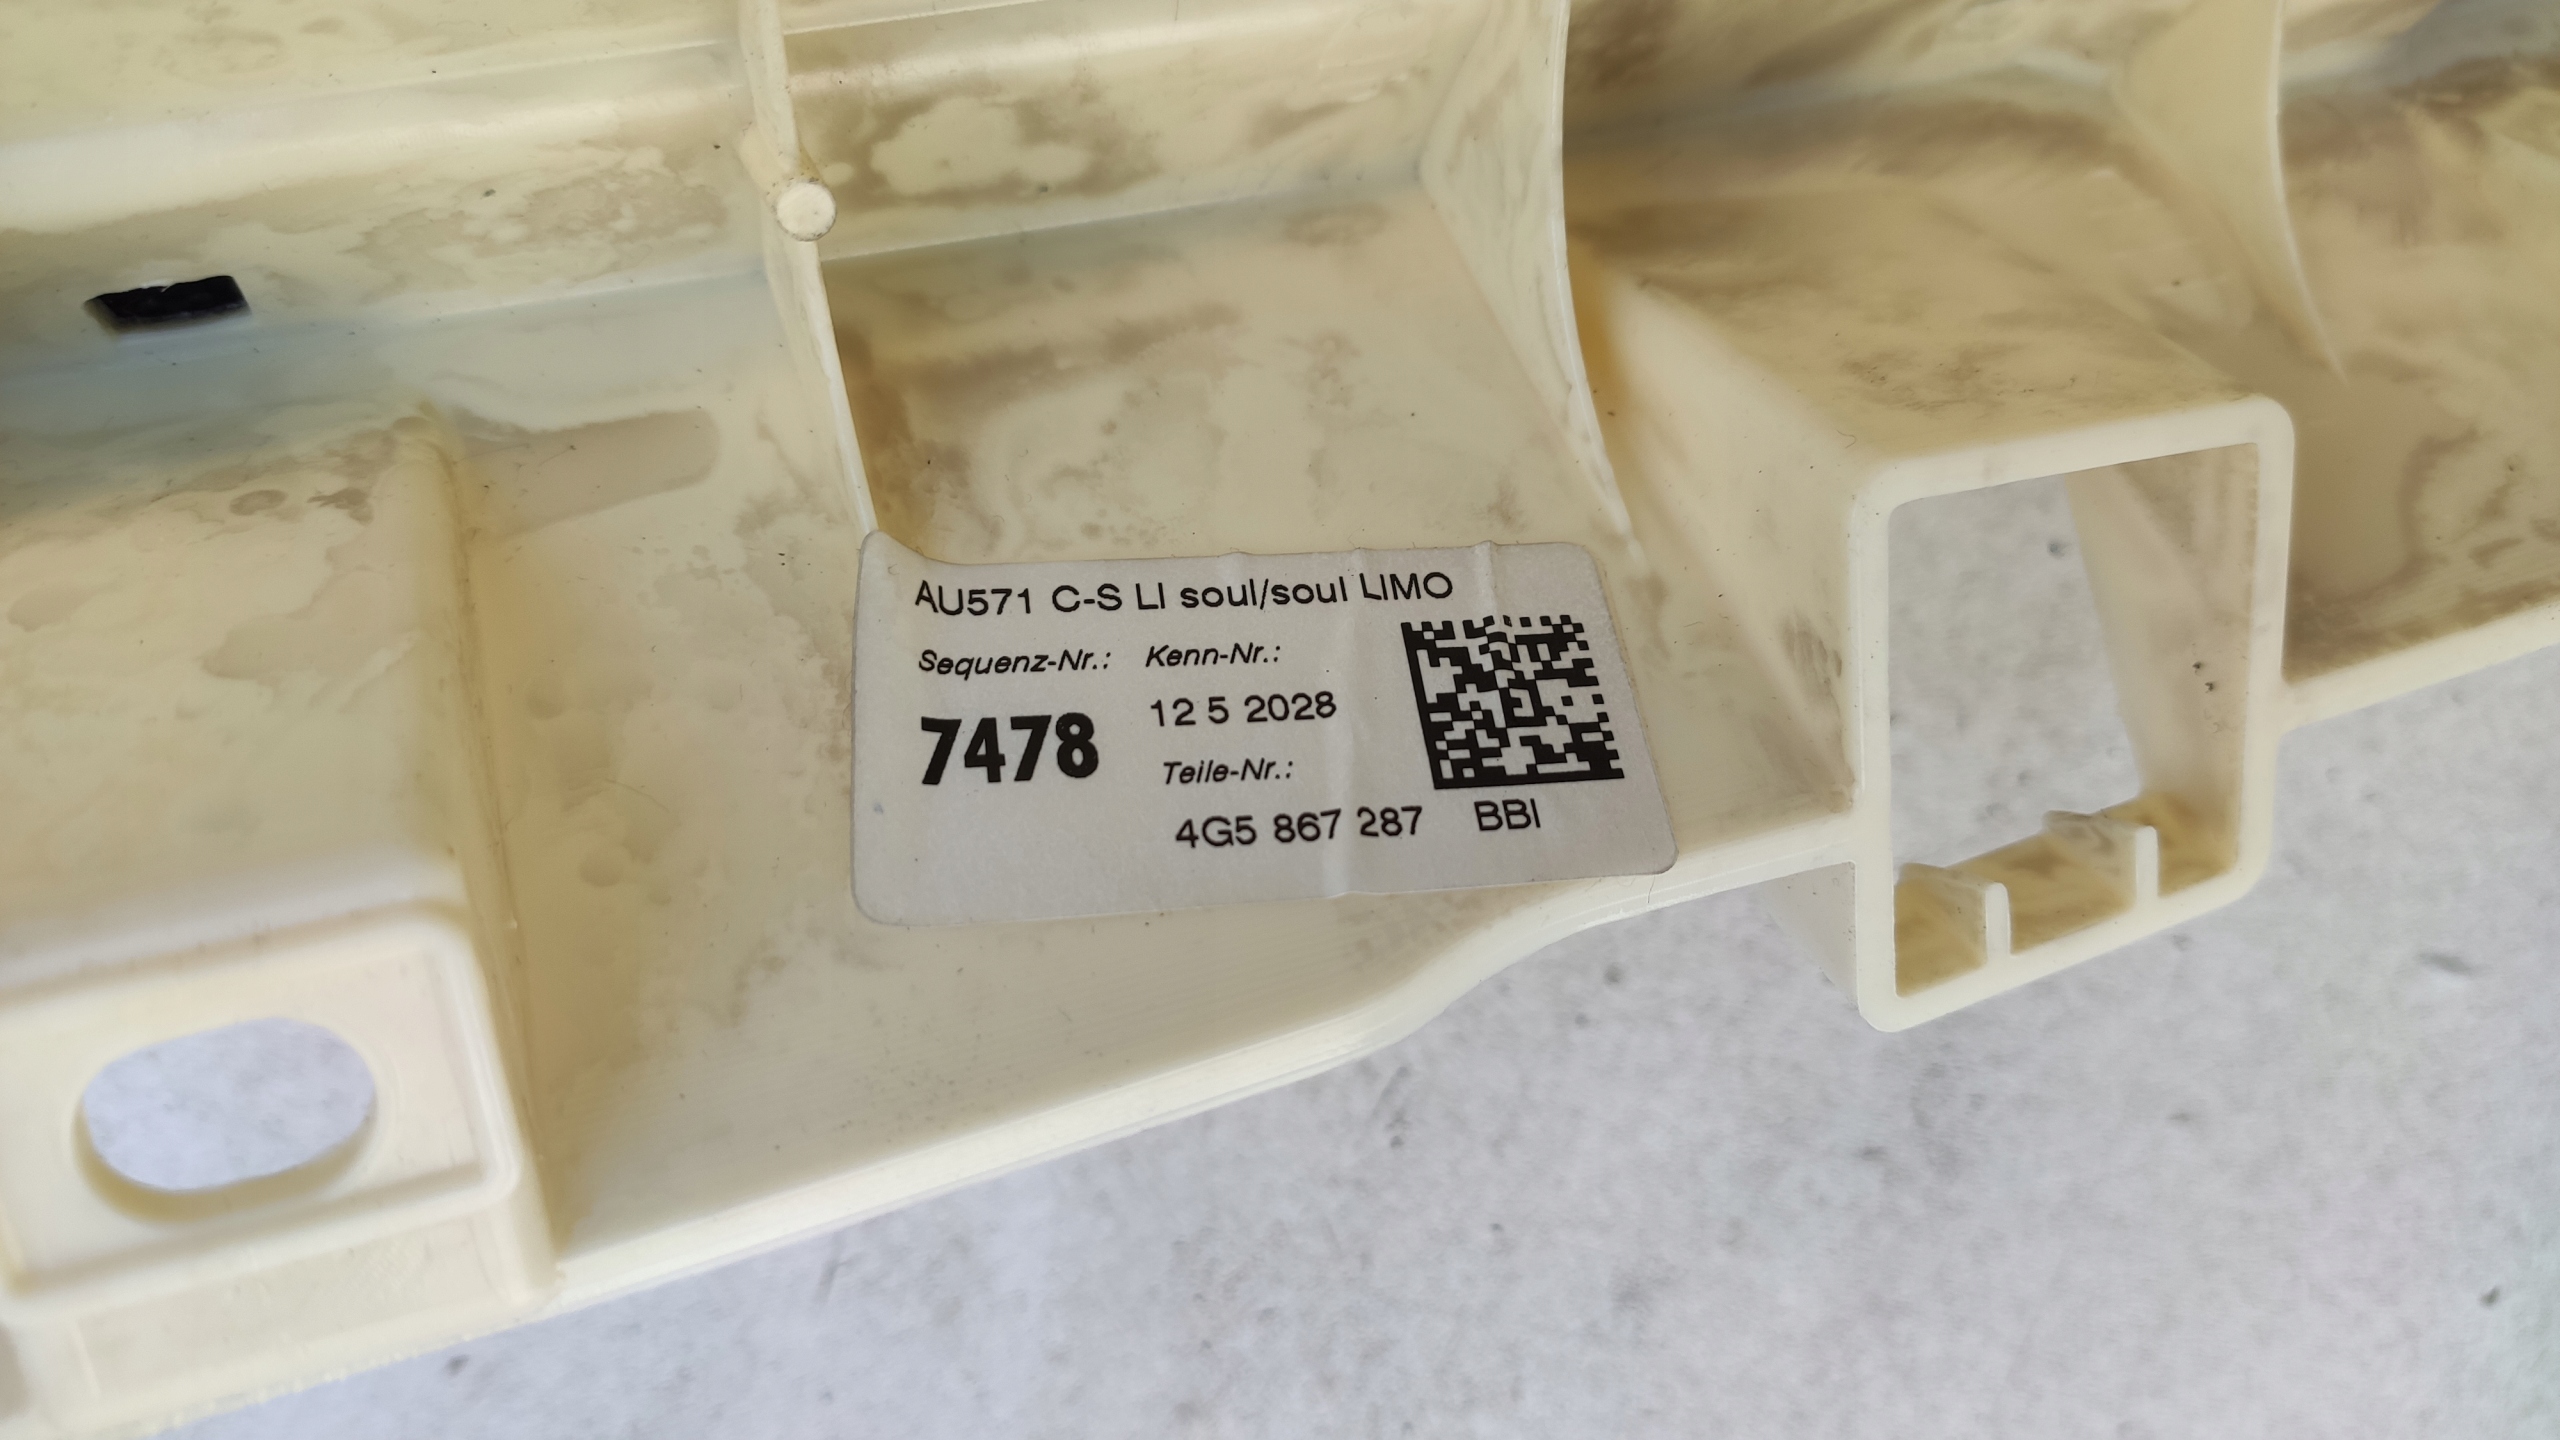 AU571 C-S LI soul/soul LIMO
Sequenz-Nr.: Kenn-Nr.:
7478 12 5 2028
Teile-Nr.:
4G5 867 287 BBI